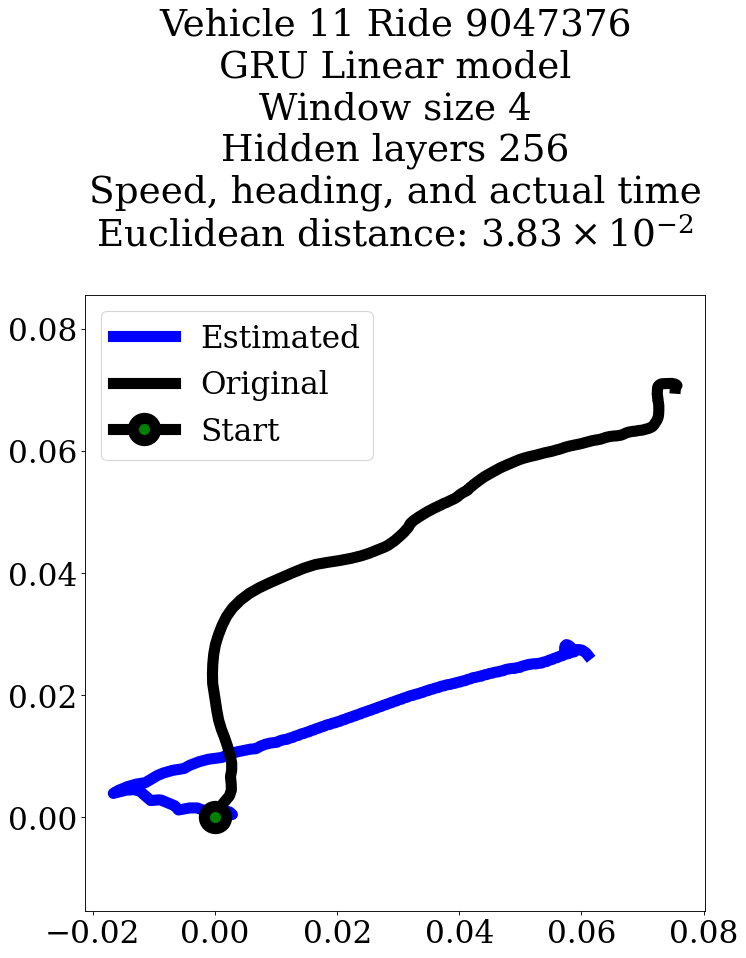 Vehicle 11 Ride 9047376
GRU Linear model
Window size 4
Hidden layers 256
Speed, heading, and actual time
Euclidean distance: 3.83 × 10⁻²
Estimated
Original
Start
0.08
0.06
0.04
0.02
0.00
−0.02 0.00 0.02 0.04 0.06 0.08